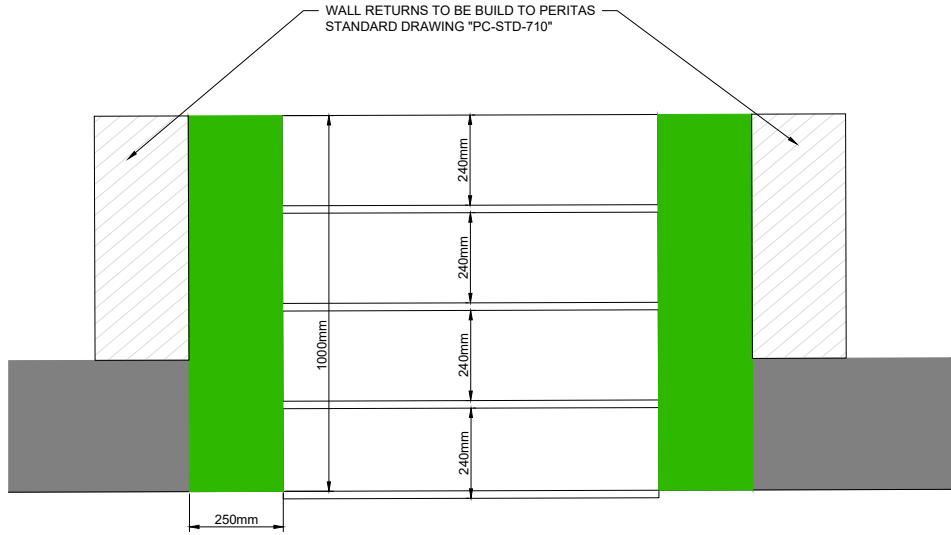 WALL RETURNS TO BE BUILD TO PERITAS
STANDARD DRAWING "PC-STD-710"
240mm
240mm
1000mm
240mm
240mm
250mm